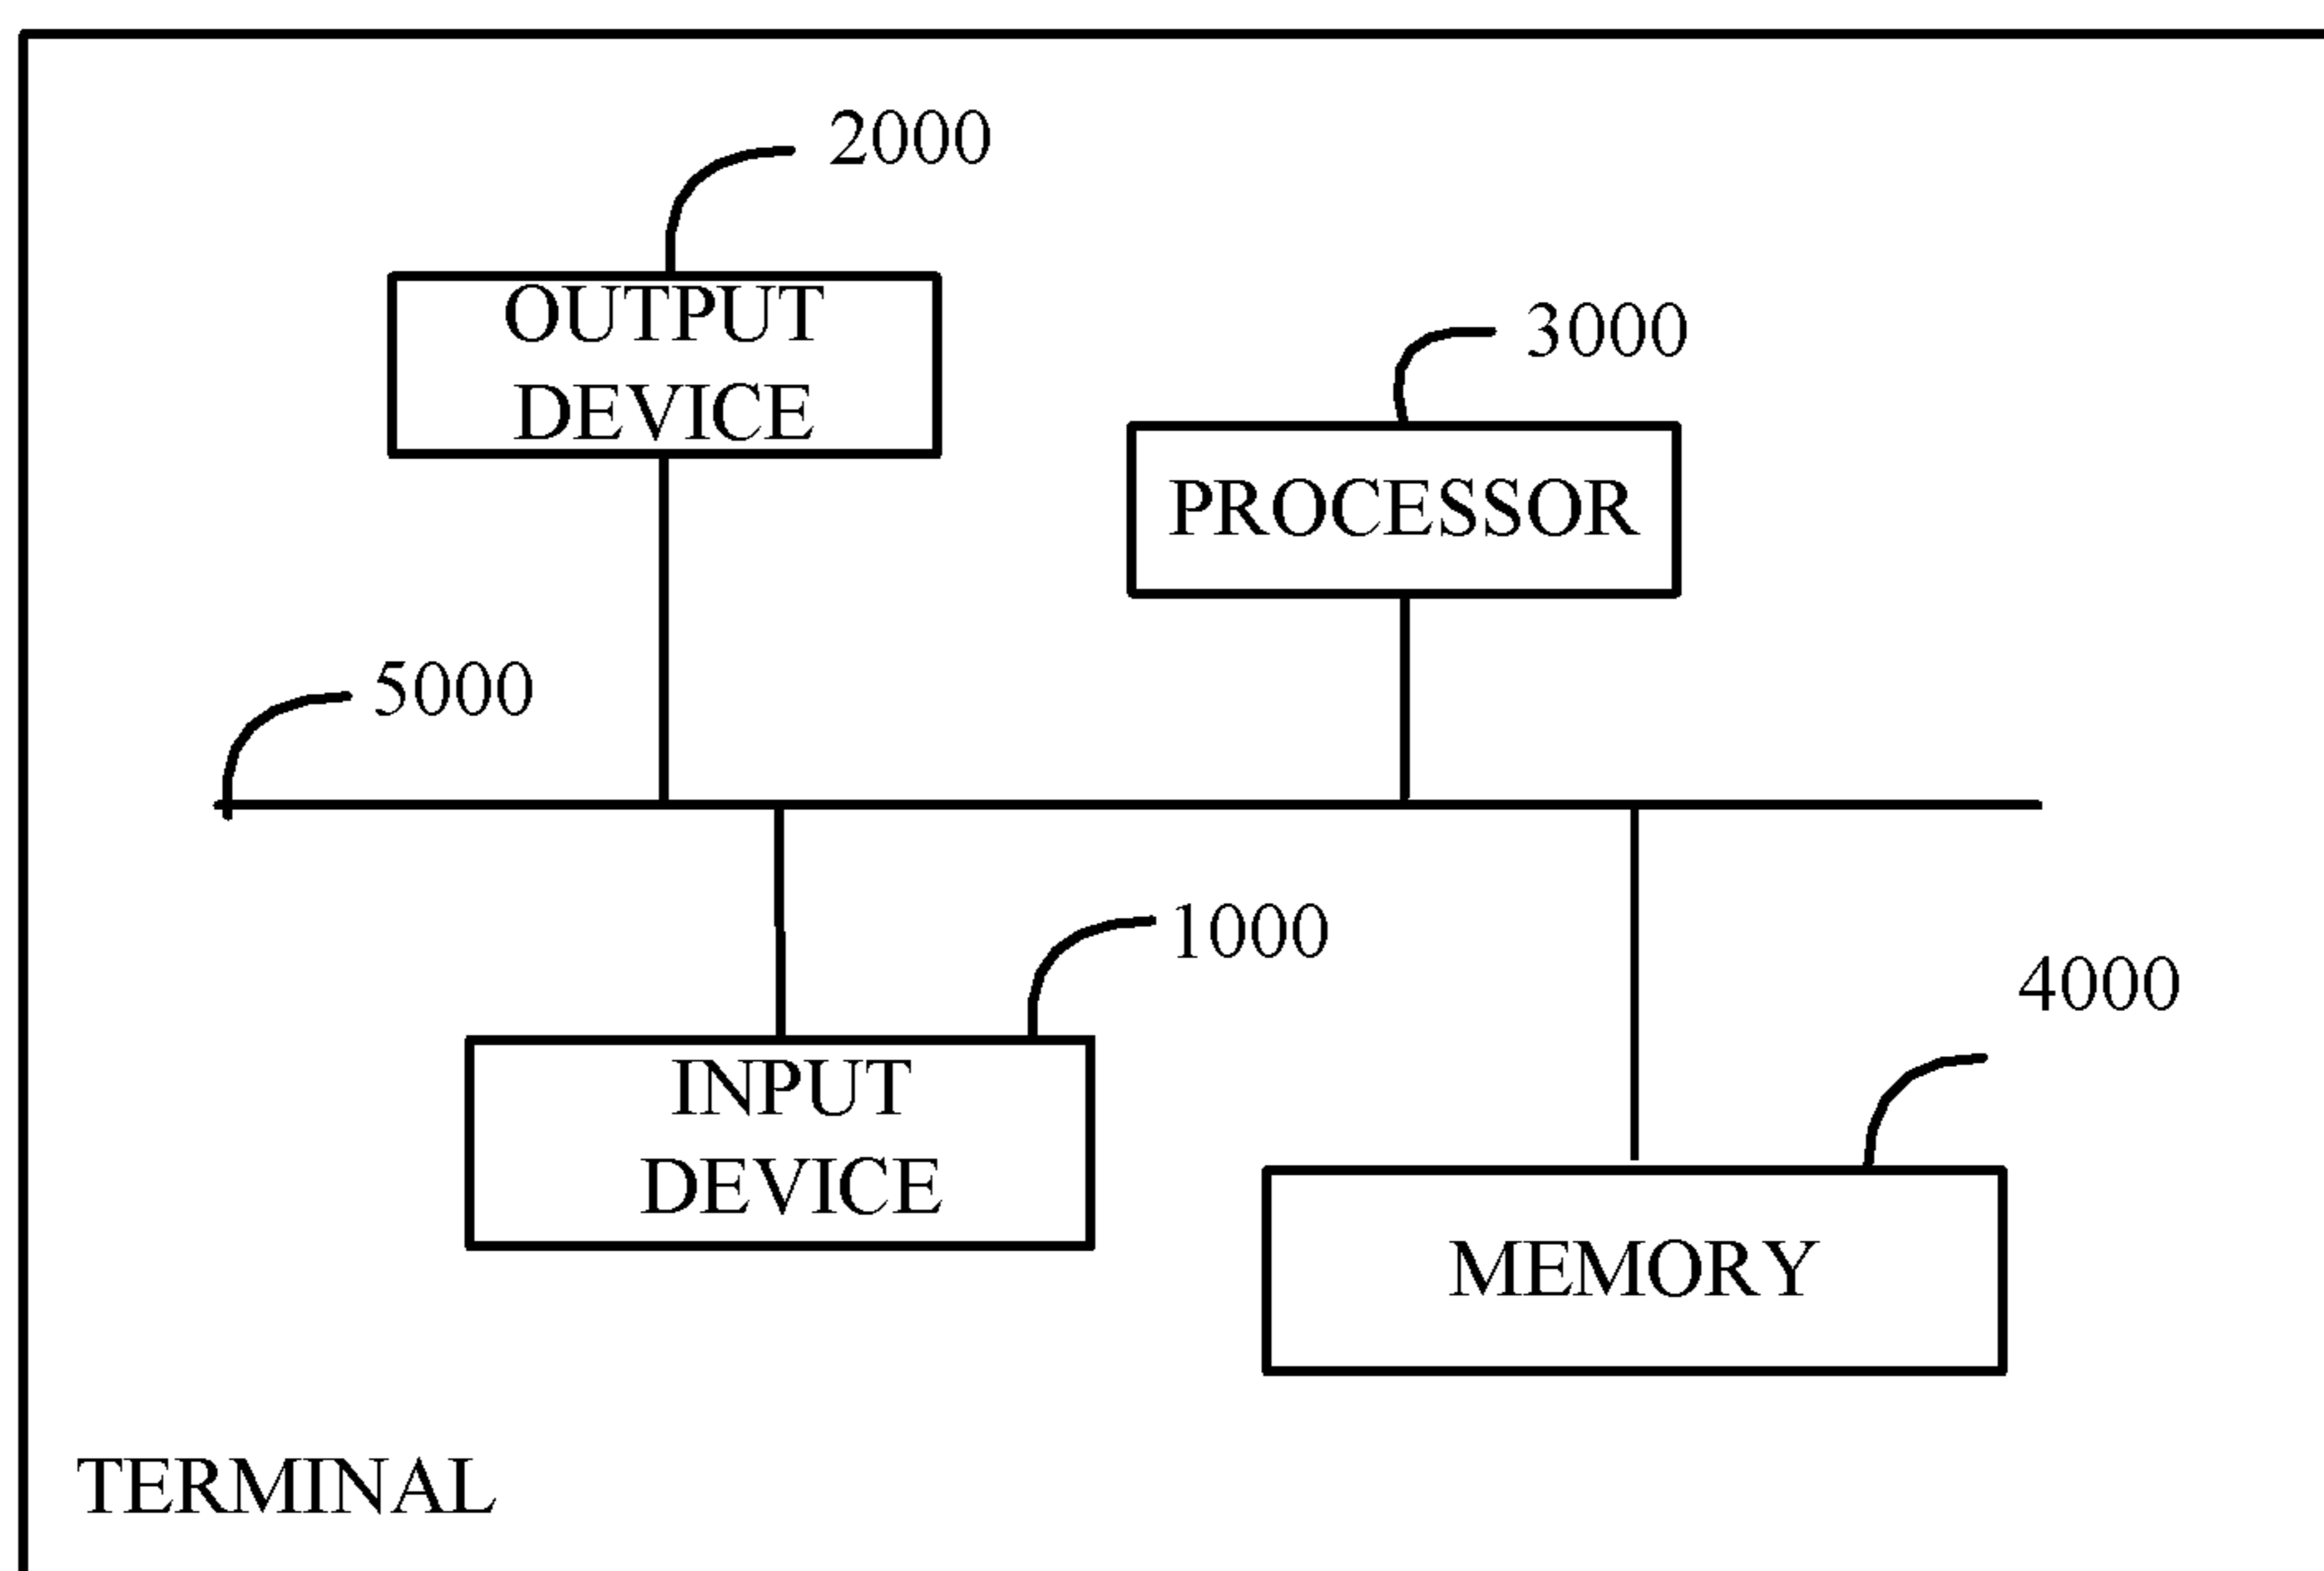 2000
OUTPUT
DEVICE
3000
PROCESSOR
5000
1000
INPUT
DEVICE
4000
MEMORY
TERMINAL